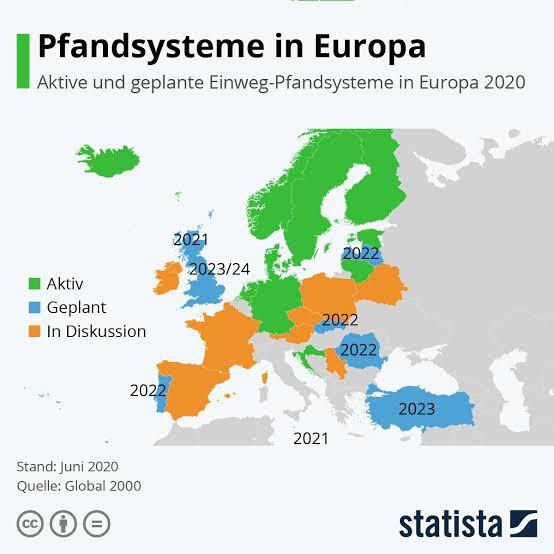 Pfandsysteme in Europa
Aktive und geplante Einweg-Pfandsysteme in Europa 2020
2021
2023/24
2022
Aktiv
Geplant
In Diskussion
2022
2022
2022
2023
2021
Stand: Juni 2020
Quelle: Global 2000
cc
statista